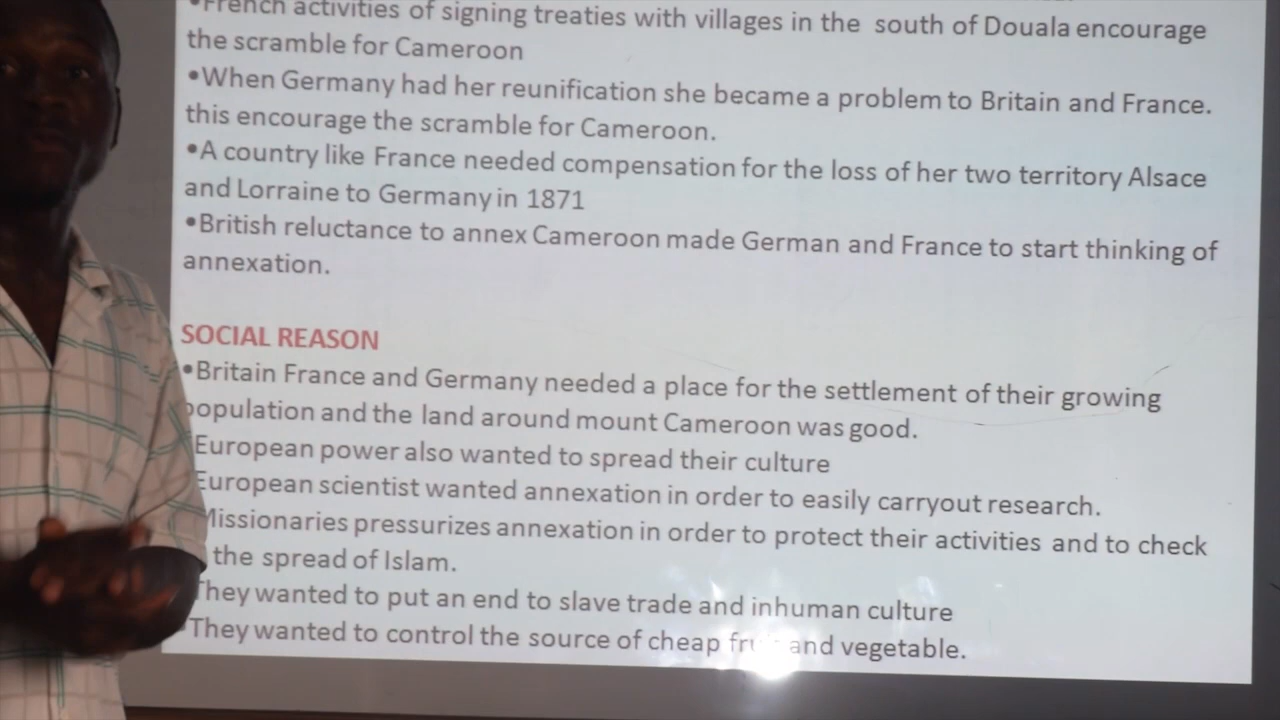 •French activities of signing treaties with villages in the south of Douala encourage
the scramble for Cameroon
•When Germany had her reunification she became a problem to Britain and France.
this encourage the scramble for Cameroon.
•A country like France needed compensation for the loss of her two territory Alsace
and Lorraine to Germany in 1871
•British reluctance to annex Cameroon made German and France to start thinking of
annexation.
SOCIAL REASON
•Britain France and Germany needed a place for the settlement of their growing
population and the land around mount Cameroon was good.
European power also wanted to spread their culture
European scientist wanted annexation in order to easily carryout research.
Missionaries pressurizes annexation in order to protect their activities and to check
the spread of Islam.
They wanted to put an end to slave trade and inhuman culture
They wanted to control the source of cheap and vegetable.